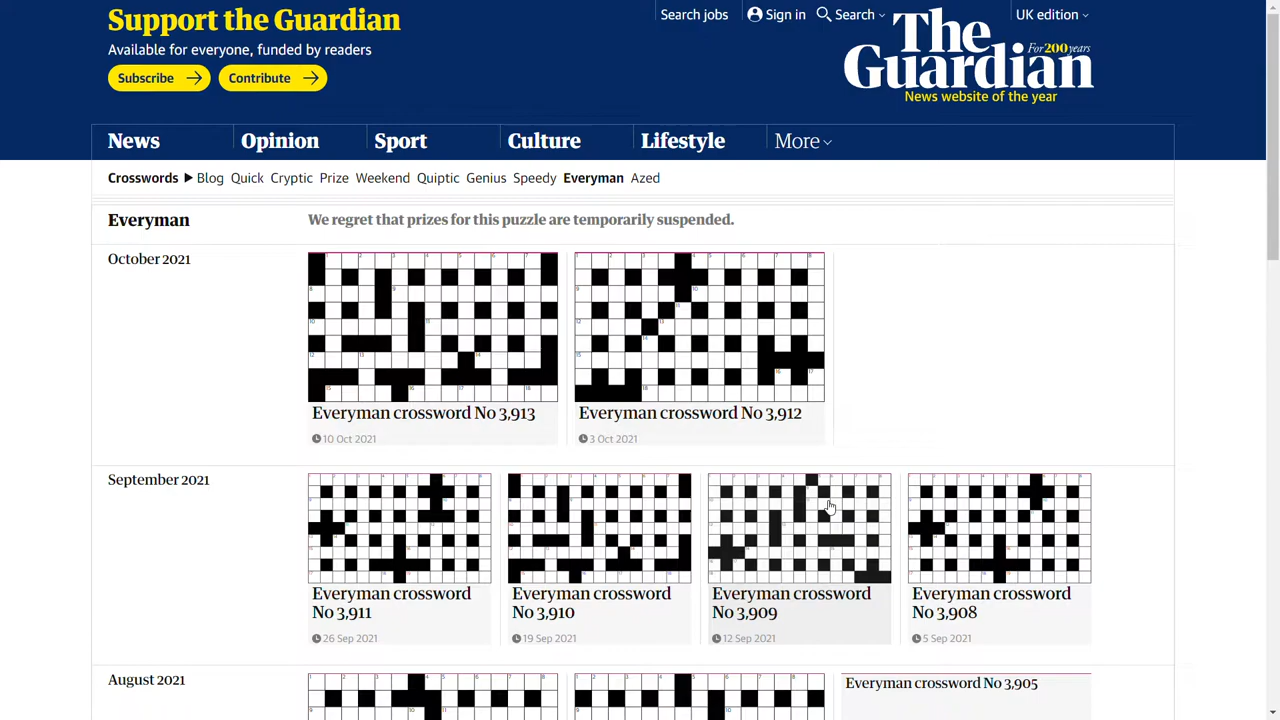 Support the Guardian
Available for everyone, funded by readers
Subscribe
Contribute
Search jobs
Sign in
Search
UK edition
The Guardian
For 200 years
News website of the year
News
Opinion
Sport
Culture
Lifestyle
More
Crosswords
Blog
Quick
Cryptic
Prize
Weekend
Quiptic
Genius
Speedy
Everyman
Azed
Everyman
We regret that prizes for this puzzle are temporarily suspended.
October 2021
Everyman crossword No 3,913
10 Oct 2021
Everyman crossword No 3,912
3 Oct 2021
September 2021
Everyman crossword
No 3,911
26 Sep 2021
Everyman crossword
No 3,910
19 Sep 2021
Everyman crossword
No 3,909
12 Sep 2021
Everyman crossword
No 3,908
5 Sep 2021
August 2021
Everyman crossword No 3,905